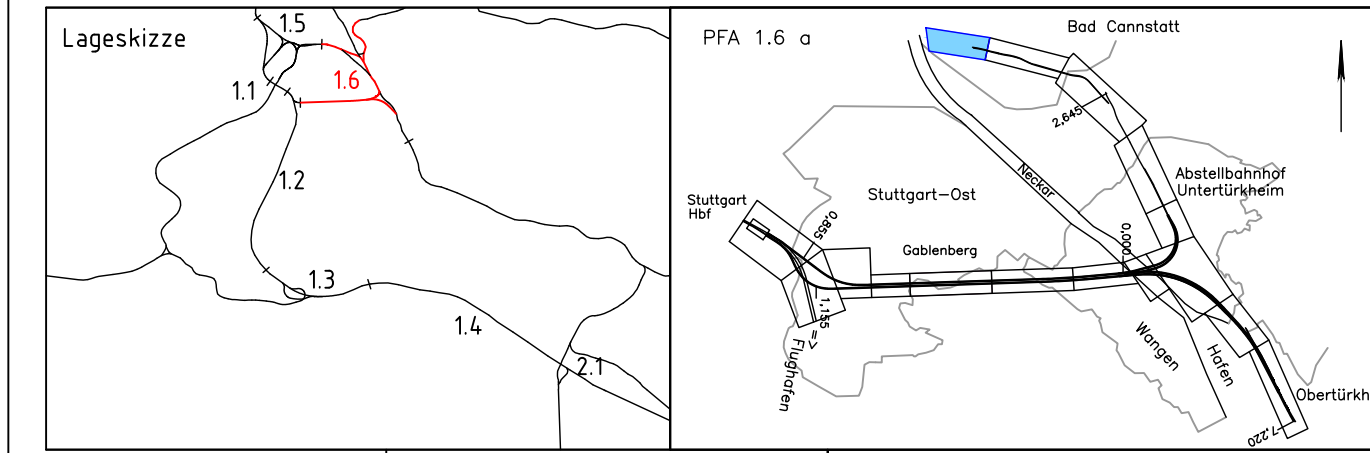 Lageskizze
1.5
1.6
1.1
1.2
1.3
1.4
2.1
PFA 1.6 a
Bad Cannstatt
2,645
Neckar
Abstellbahnhof
Untertürkheim
Stuttgart-Ost
Stuttgart
Hbf
0,855
Gablenberg
0,000
1,155 =>
Flughafen
Wangen
Hafen
Obertürkh
7,220